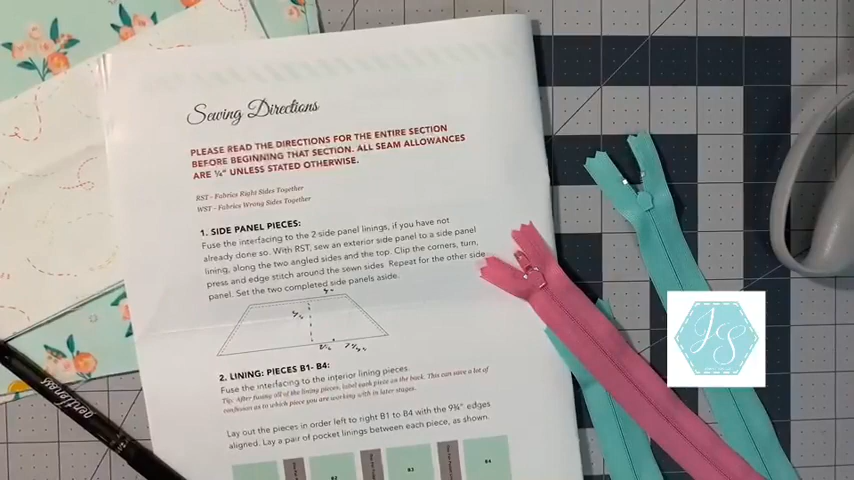 Sewing Directions
PLEASE READ THE DIRECTIONS FOR THE ENTIRE SECTION
BEFORE BEGINNING THAT SECTION. ALL SEAM ALLOWANCES
ARE ¼" UNLESS STATED OTHERWISE.
RST - Fabrics Right Sides Together
WST - Fabrics Wrong Sides Together
1. SIDE PANEL PIECES:
Fuse the interfacing to the 2 side panel linings, if you have not
already done so. With RST, sew an exterior side panel to a side panel
lining, along the two angled sides and the top. Clip the corners, turn,
press and edge stitch around the sewn sides. Repeat for the other side
panel. Set the two completed side panels aside.
2. LINING: PIECES B1- B4:
Fuse the interfacing to the interior lining pieces.
Tip: After fusing all of the lining pieces, label each piece on the back. This can save a lot of
confusion as to which piece you are working with in later stages.
Lay out the pieces in order left to right B1 to B4 with the 9¾" edges
aligned. Lay a pair of pocket linings between each piece, as shown.
B1
B2
B3
B4
JS